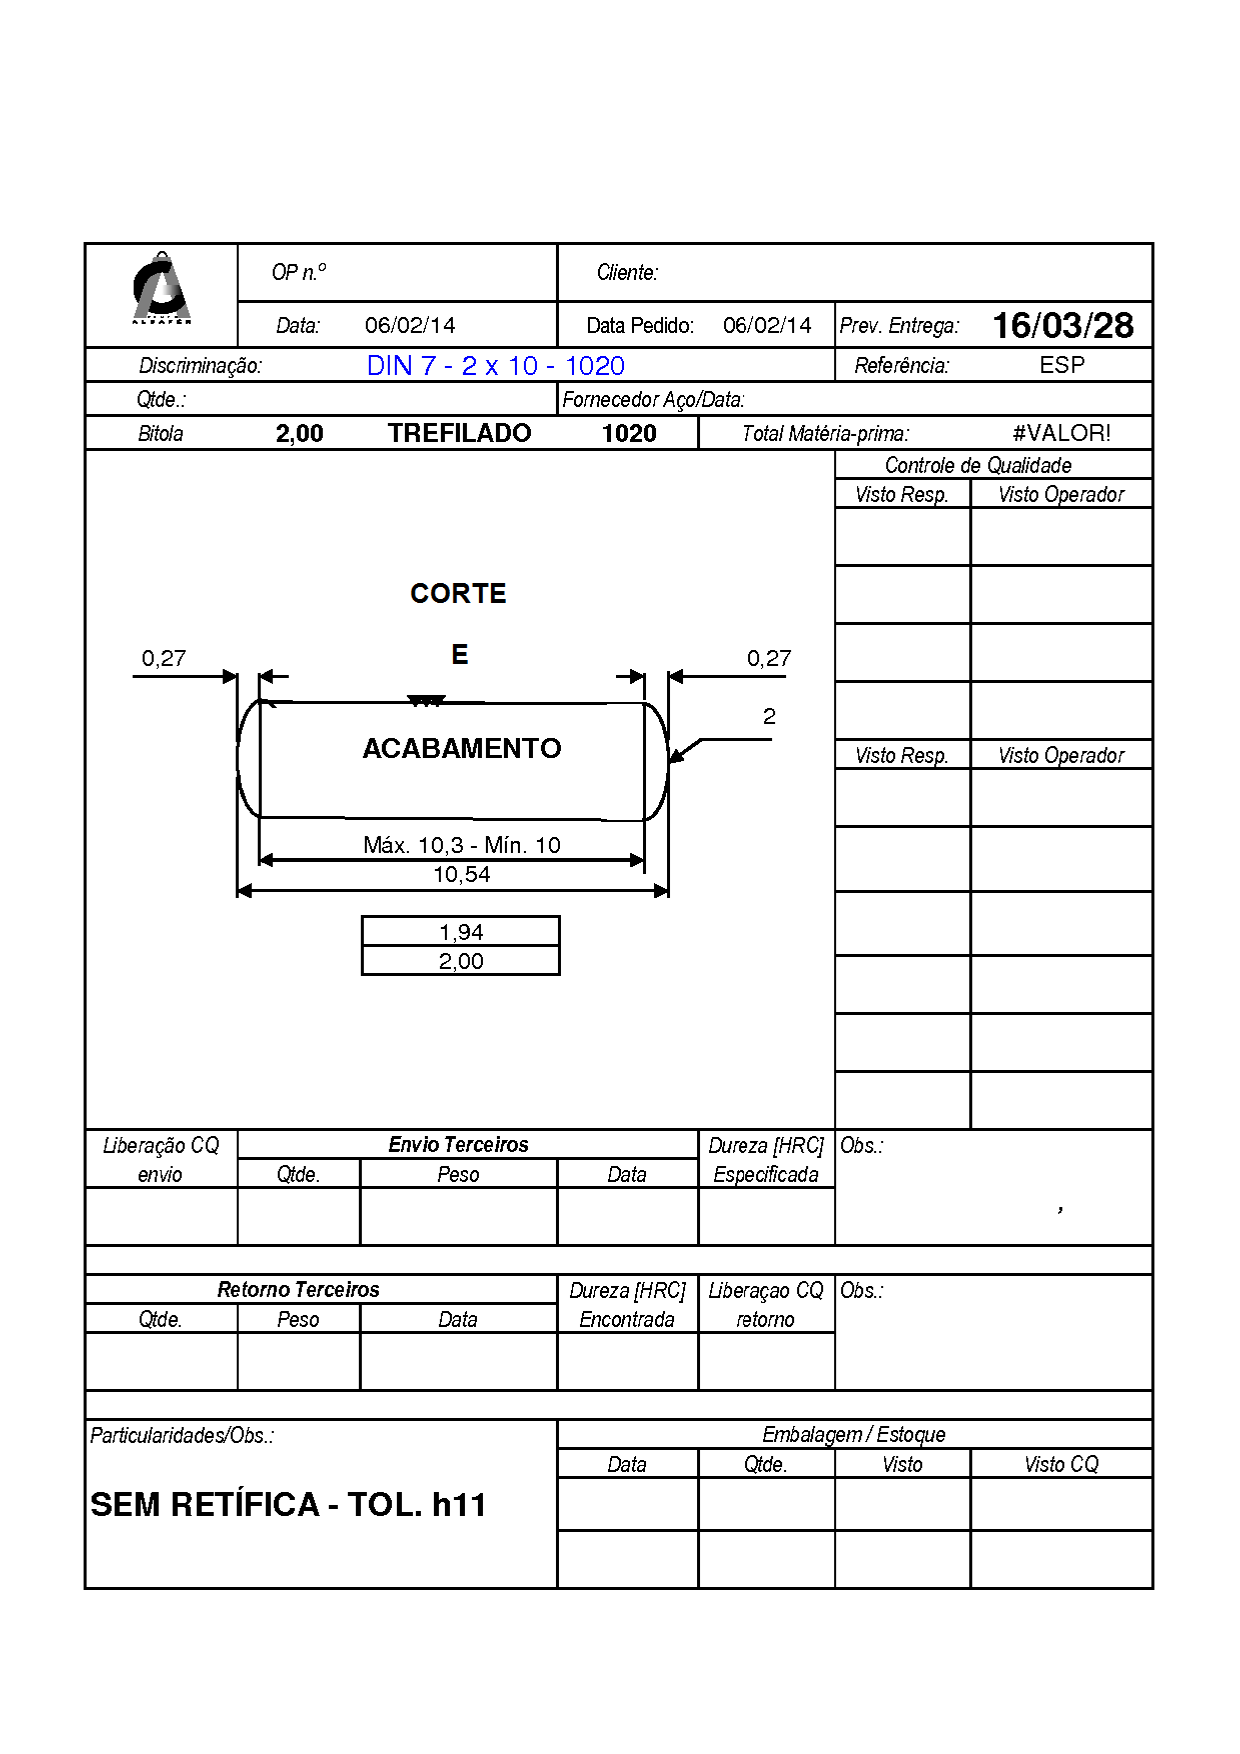 ALFAFER
OP n.º
Cliente:
Data: 06/02/14
Data Pedido: 06/02/14
Prev. Entrega: 16/03/28
Discriminação: DIN 7 - 2 x 10 - 1020
Referência: ESP
Qtde.:
Fornecedor Aço/Data:
Bitola 2,00 TREFILADO 1020
Total Matéria-prima: #VALOR!
Controle de Qualidade
Visto Resp. Visto Operador
CORTE
E
0,27
0,27
2
ACABAMENTO
Visto Resp. Visto Operador
Máx. 10,3 - Mín. 10
10,54
1,94
2,00
Liberação CQ
envio
Envio Terceiros
Qtde. Peso Data
Dureza [HRC]
Especificada
Obs.:
,
Retorno Terceiros
Qtde. Peso Data
Dureza [HRC]
Encontrada
Liberaçao CQ
retorno
Obs.:
Particularidades/Obs.:
SEM RETÍFICA - TOL. h11
Embalagem / Estoque
Data Qtde. Visto Visto CQ